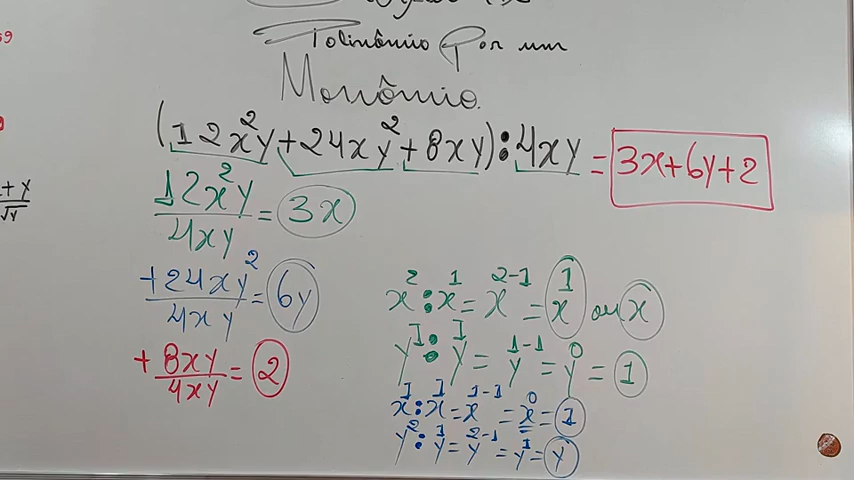 Polinômio Por um
Monômio.
(12x²y+24xy²+8xy):4xy = 3x+6y+2
12x²y/4xy = 3x
+24xy²/4xy = 6y
+8xy/4xy = 2
x²:x¹=x²⁻¹=x¹ ou x
y¹:y¹=y¹⁻¹=y⁰=1
x¹:x¹=x¹⁻¹=x⁰=1
y²:y¹=y²⁻¹=y¹=y
+y/√y